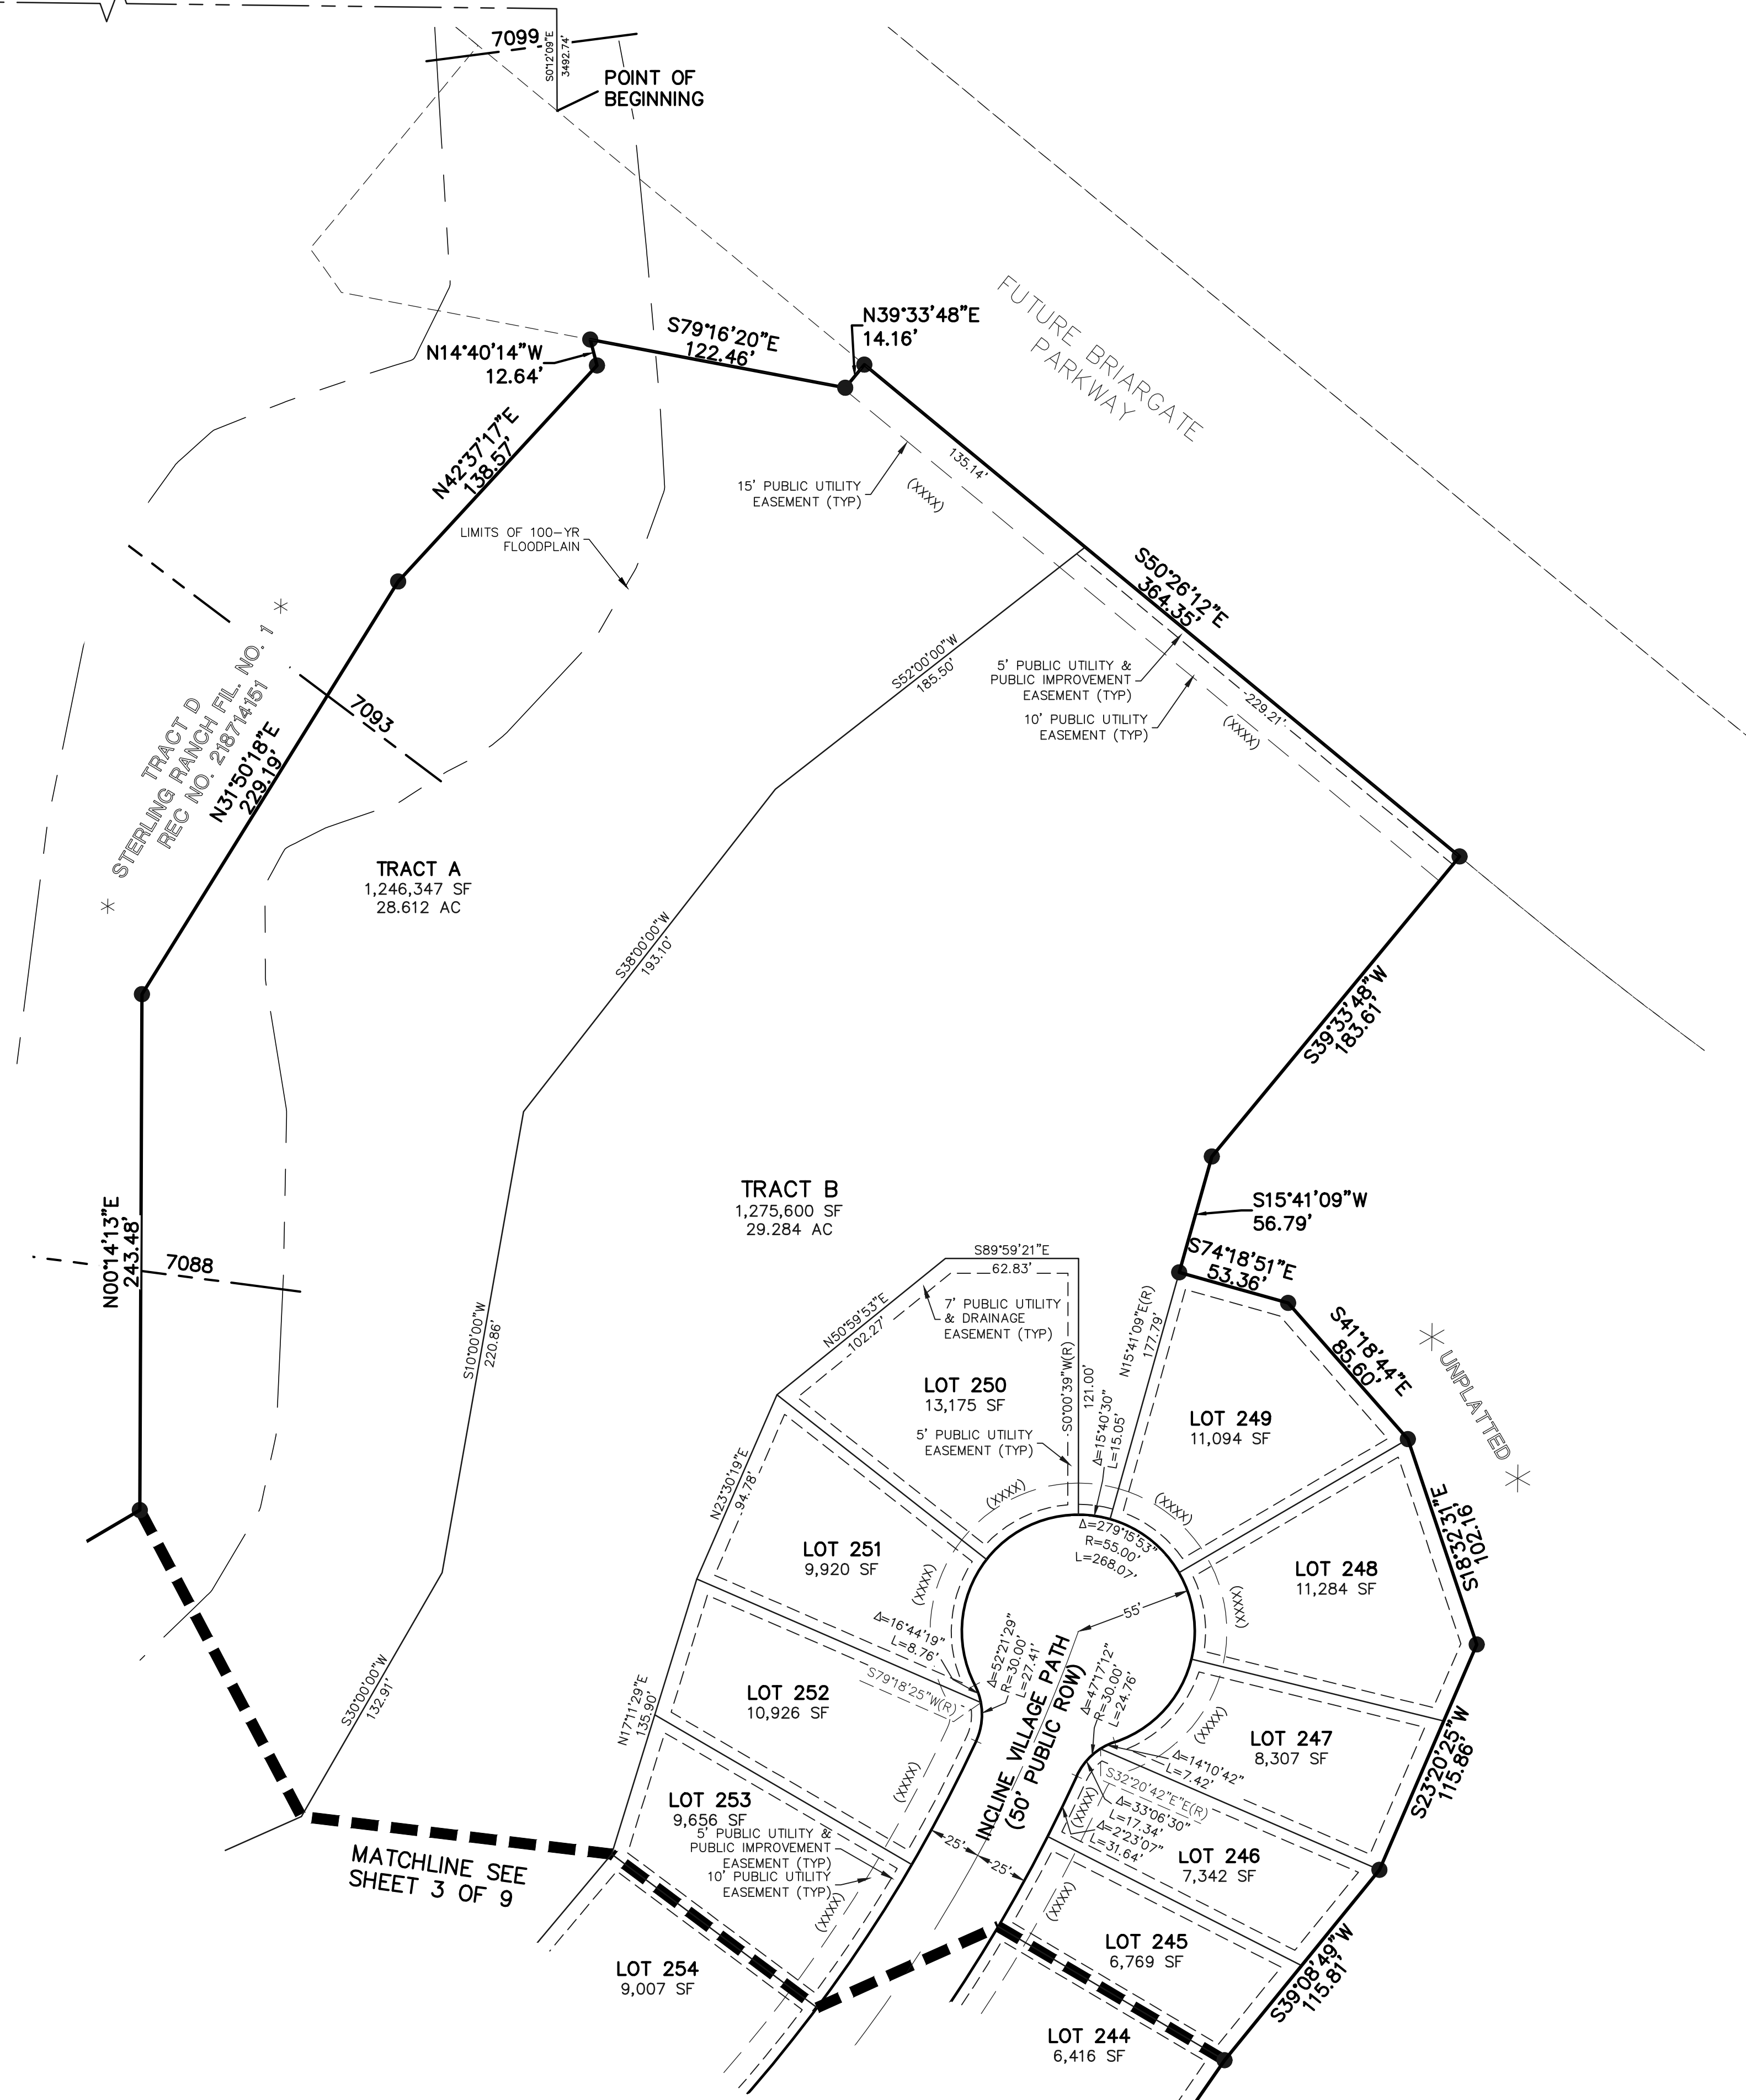 7099
S0°12'09"E
3492.74'
POINT OF
BEGINNING
FUTURE BRIARGATE
PARKWAY
N39°33'48"E
14.16'
S79°16'20"E
122.46'
N14°40'14"W
12.64'
N42°37'17"E
138.57'
LIMITS OF 100-YR
FLOODPLAIN
15' PUBLIC UTILITY
EASEMENT (TYP)
(XXXX)
135.14'
S50°26'12"E
364.35'
5' PUBLIC UTILITY &
PUBLIC IMPROVEMENT
EASEMENT (TYP)
10' PUBLIC UTILITY
EASEMENT (TYP)
229.21'
(XXXX)
S52°00'00"W
185.50'
7093
* STERLING RANCH FIL. NO. 1 *
TRACT D
REC NO. 218714151
N31°50'18"E
229.19'
TRACT A
1,246,347 SF
28.612 AC
S38°00'00"W
193.10'
S39°33'48"W
183.61'
N00°14'13"E
243.48'
7088
TRACT B
1,275,600 SF
29.284 AC
S15°41'09"W
56.79'
S74°18'51"E
53.36'
S41°18'44"E
85.60'
* UNPLATTED *
S10°00'00"W
220.86'
S89°59'21"E
62.83'
N50°59'53"E
102.27'
7' PUBLIC UTILITY
& DRAINAGE
EASEMENT (TYP)
LOT 250
13,175 SF
5' PUBLIC UTILITY
EASEMENT (TYP)
S0°00'39"W(R)
121.00'
N15°41'09"E(R)
177.79'
Δ=15°40'30"
L=15.05'
LOT 249
11,094 SF
(XXXX)
(XXXX)
Δ=279°15'53"
R=55.00'
L=268.07'
N23°30'19"E
94.78'
S18°32'31"E
102.16'
LOT 251
9,920 SF
(XXXX)
LOT 248
11,284 SF
(XXXX)
55'
Δ=16°44'19"
L=8.76'
S79°18'25"W(R)
Δ=52°21'29"
R=30.00'
L=27.41'
INCLINE VILLAGE PATH
(50' PUBLIC ROW)
Δ=47°17'12"
R=30.00'
L=24.76'
LOT 252
10,926 SF
(XXXX)
N17°11'29"E
135.90'
S30°00'00"W
132.91'
(XXXX)
LOT 247
8,307 SF
S23°20'25"W
115.86'
Δ=14°10'42"
L=7.42'
S32°20'42"E"E(R)
Δ=33°06'30"
L=17.34'
Δ=2°23'07"
L=31.64'
(XXXX)
LOT 253
9,656 SF
5' PUBLIC UTILITY &
PUBLIC IMPROVEMENT
EASEMENT (TYP)
10' PUBLIC UTILITY
EASEMENT (TYP)
(XXXX)
25'
25'
LOT 246
7,342 SF
(XXXX)
MATCHLINE SEE
SHEET 3 OF 9
LOT 245
6,769 SF
S39°08'49"W
115.81'
LOT 254
9,007 SF
LOT 244
6,416 SF